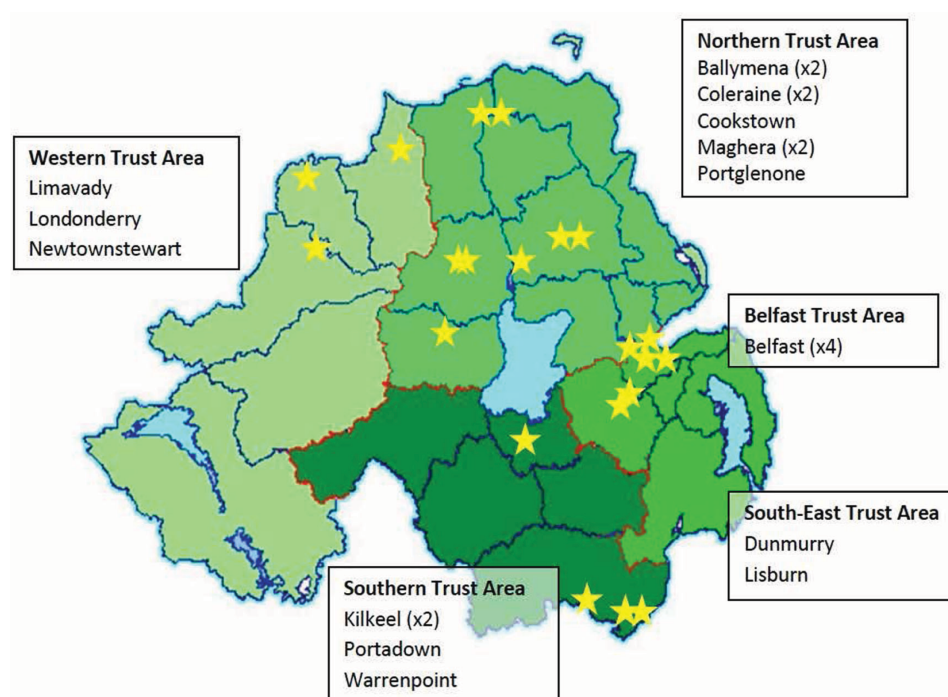 Northern Trust Area
Ballymena (x2)
Coleraine (x2)
Cookstown
Maghera (x2)
Portglenone
Western Trust Area
Limavady
Londonderry
Newtownstewart
Belfast Trust Area
Belfast (x4)
South-East Trust Area
Dunmurry
Lisburn
Southern Trust Area
Kilkeel (x2)
Portadown
Warrenpoint